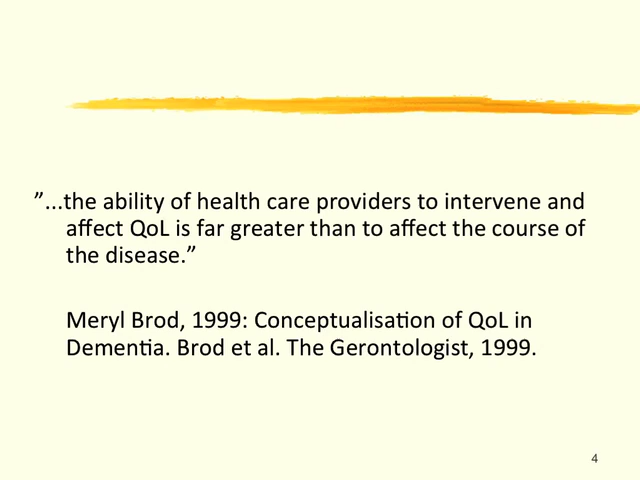 ”...the ability of health care providers to intervene and
affect QoL is far greater than to affect the course of
the disease.”
Meryl Brod, 1999: Conceptualisation of QoL in
Dementia. Brod et al. The Gerontologist, 1999.
4